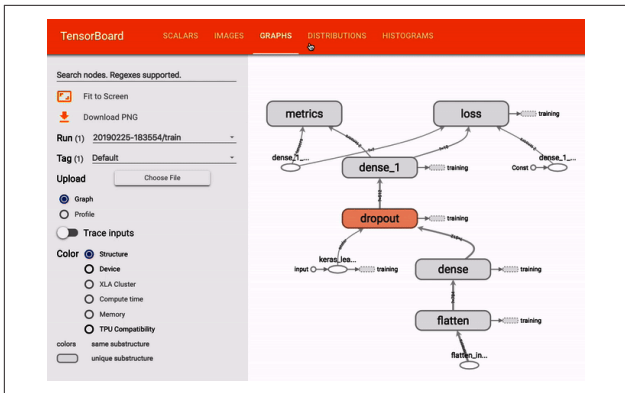 TensorBoard SCALARS IMAGES GRAPHS DISTRIBUTIONS HISTOGRAMS
Search nodes. Regexes supported.
Fit to Screen
Download PNG
Run (1) 20190225-183554/train
Tag (1) Default
Upload Choose File
Graph
Profile
Trace inputs
Color Structure
Device
XLA Cluster
Compute time
Memory
TPU Compatibility
colors same substructure
unique substructure
metrics
loss
training
dense_1_...
dense_1
training
Const
dense_1_...
dropout
training
keras_lea...
input
training
dense
training
flatten
training
flatten_in...